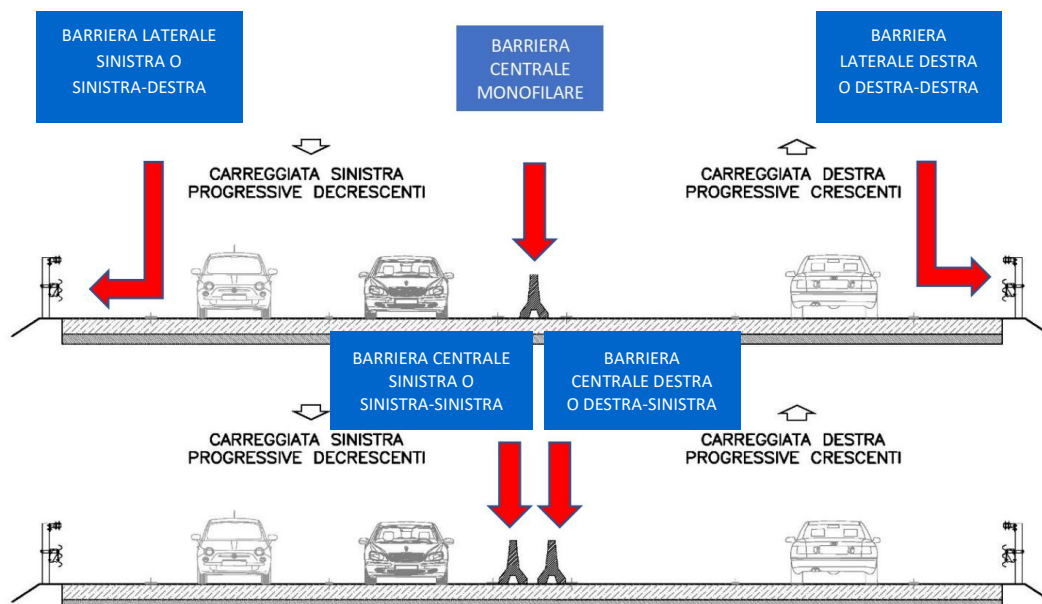 BARRIERA LATERALE
SINISTRA O
SINISTRA-DESTRA
BARRIERA
CENTRALE
MONOFILARE
BARRIERA
LATERALE DESTRA
O DESTRA-DESTRA
CARREGGIATA SINISTRA
PROGRESSIVE DECRESCENTI
CARREGGIATA DESTRA
PROGRESSIVE CRESCENTI
BARRIERA CENTRALE
SINISTRA O
SINISTRA-SINISTRA
BARRIERA
CENTRALE DESTRA
O DESTRA-SINISTRA
CARREGGIATA SINISTRA
PROGRESSIVE DECRESCENTI
CARREGGIATA DESTRA
PROGRESSIVE CRESCENTI